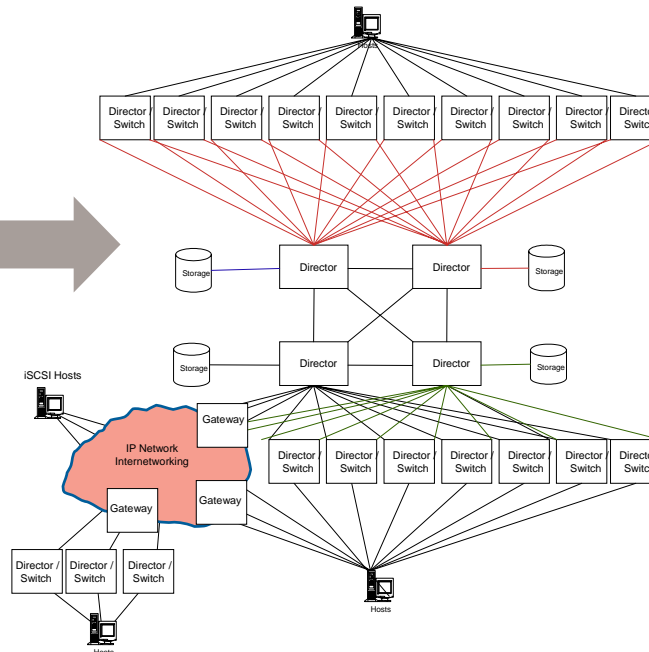 Hosts
Director / Director / Director / Director / Director / Director / Director / Director / Director /
Switch Switch Switch Switch Switch Switch Switch Switch Switch
Storage Director Director Storage
Storage Director Director Storage
iSCSI Hosts
Gateway
IP Network
Internetworking
Director / Director / Director / Director / Director / Director /
Switch Switch Switch Switch Switch Switch
Gateway
Gateway
Director / Director / Director /
Switch Switch Switch
Hosts
Hosts